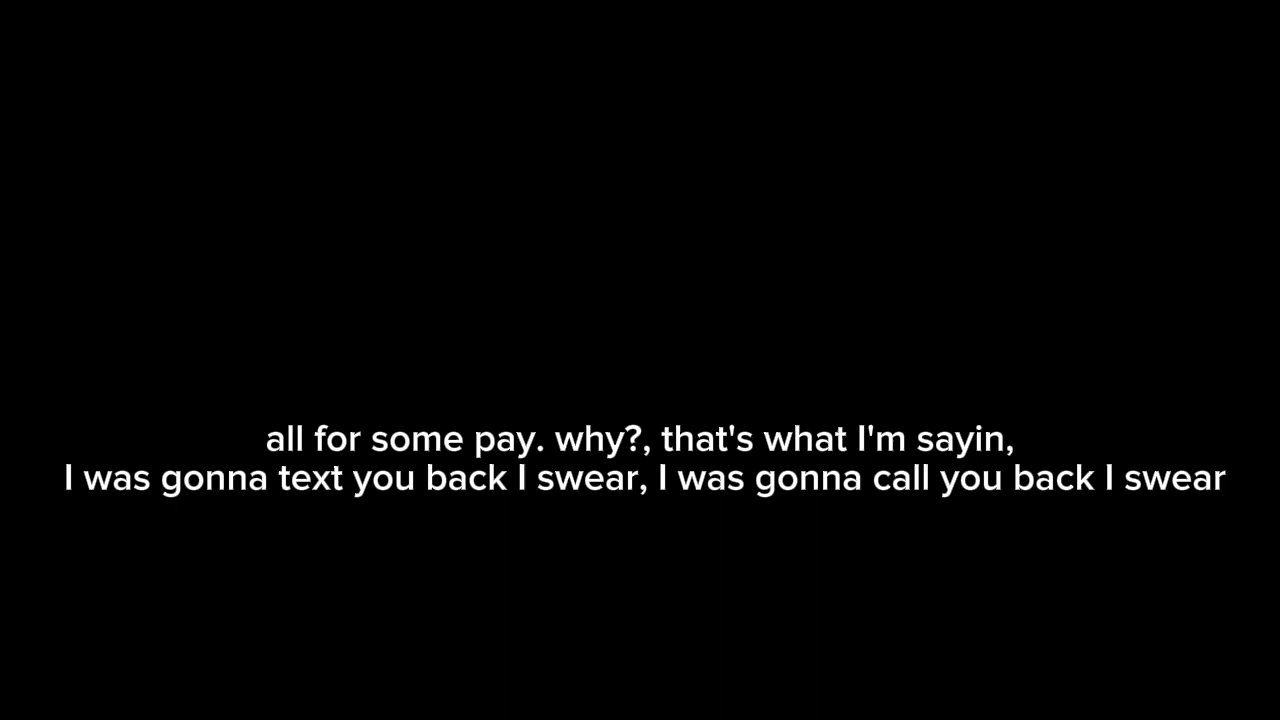 all for some pay. why?, that's what I'm sayin,
I was gonna text you back I swear, I was gonna call you back I swear